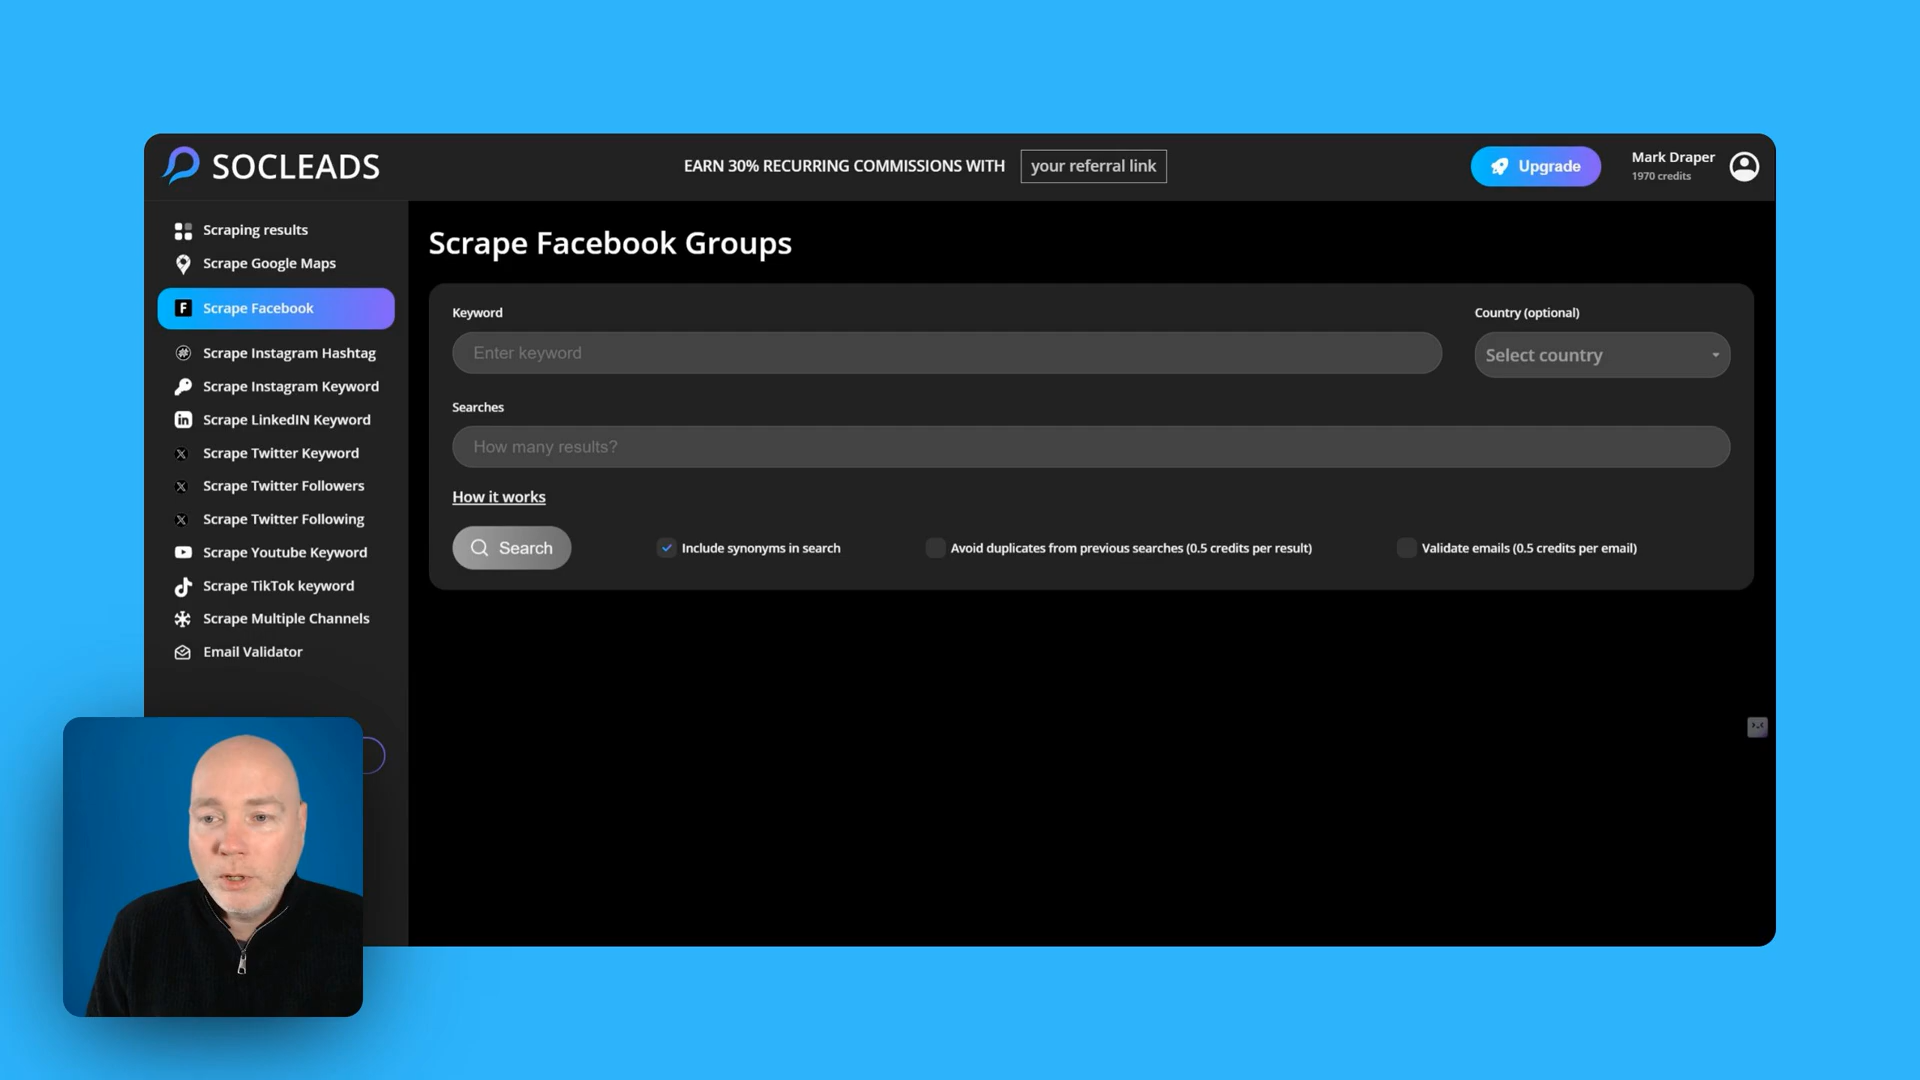 SOCLEADS
EARN 30% RECURRING COMMISSIONS WITH your referral link
Upgrade
Mark Draper
1970 credits
Scraping results
Scrape Google Maps
F Scrape Facebook
Scrape Instagram Hashtag
Scrape Instagram Keyword
in Scrape LinkedIN Keyword
X Scrape Twitter Keyword
X Scrape Twitter Followers
X Scrape Twitter Following
Scrape Youtube Keyword
Scrape TikTok keyword
Scrape Multiple Channels
Email Validator
Scrape Facebook Groups
Keyword
Enter keyword
Country (optional)
Select country
Searches
How many results?
How it works
Search
Include synonyms in search
Avoid duplicates from previous searches (0.5 credits per result)
Validate emails (0.5 credits per email)